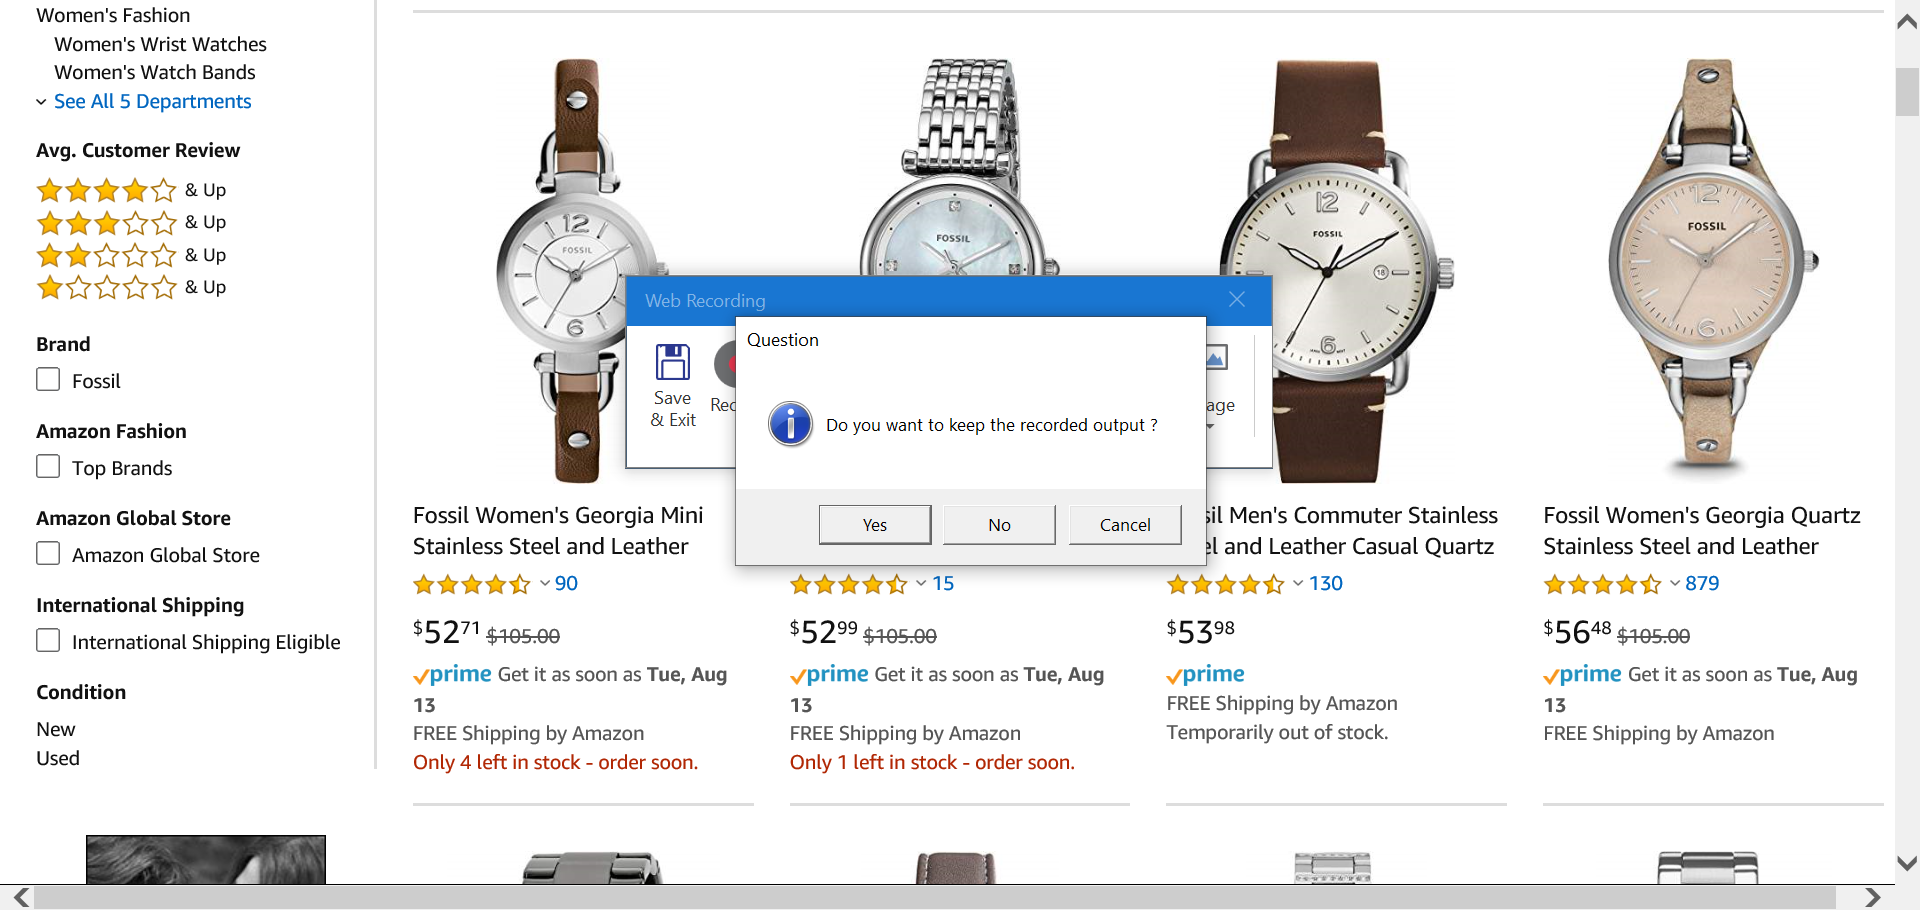 Women's Fashion
Women's Wrist Watches
Women's Watch Bands
See All 5 Departments
Avg. Customer Review
& Up
& Up
& Up
& Up
Brand
Fossil
Amazon Fashion
Top Brands
Amazon Global Store
Amazon Global Store
International Shipping
International Shipping Eligible
Condition
New
Used
12
FOSSIL
6
FOSSIL
12
FOSSIL
18
6
12
FOSSIL
6
Web Recording
Save
& Exit
Rec
age
Question
Do you want to keep the recorded output ?
Yes
No
Cancel
Fossil Women's Georgia Mini
Stainless Steel and Leather
90
$52.71 $105.00
prime Get it as soon as Tue, Aug
13
FREE Shipping by Amazon
Only 4 left in stock - order soon.
15
$52.99 $105.00
prime Get it as soon as Tue, Aug
13
FREE Shipping by Amazon
Only 1 left in stock - order soon.
sil Men's Commuter Stainless
el and Leather Casual Quartz
130
$53.98
prime
FREE Shipping by Amazon
Temporarily out of stock.
Fossil Women's Georgia Quartz
Stainless Steel and Leather
879
$56.48 $105.00
prime Get it as soon as Tue, Aug
13
FREE Shipping by Amazon